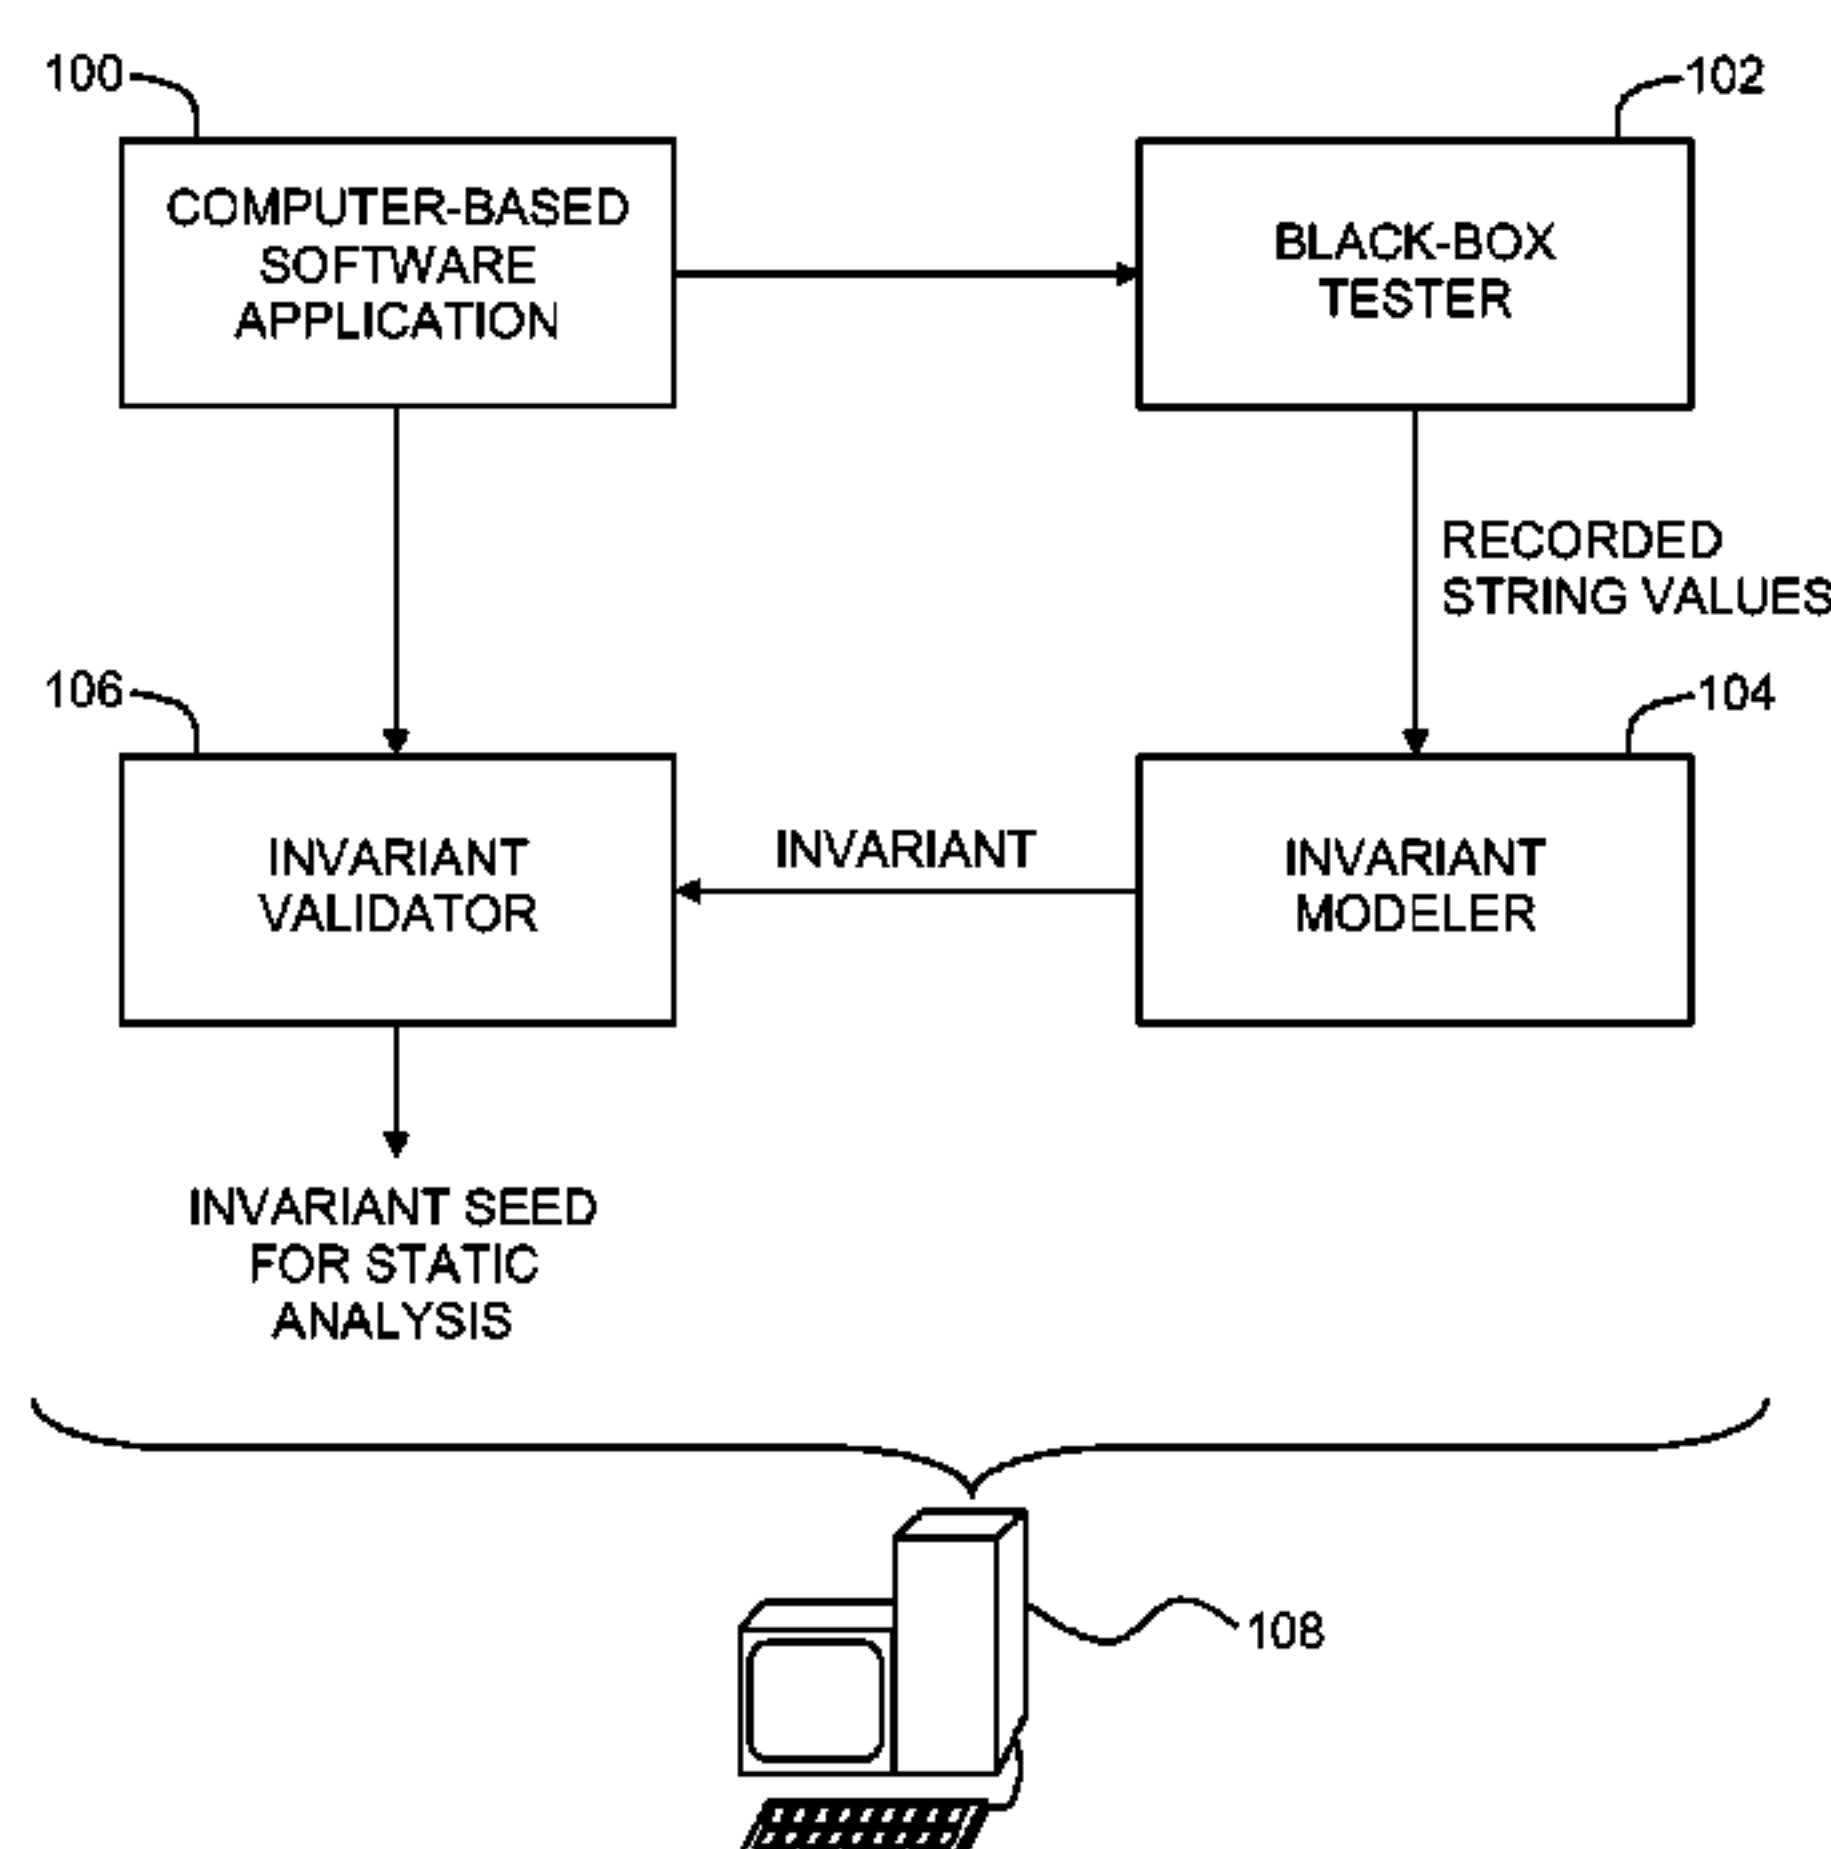 100
102
COMPUTER-BASED
SOFTWARE
APPLICATION
BLACK-BOX
TESTER
RECORDED
STRING VALUES
106
104
INVARIANT
VALIDATOR
INVARIANT
INVARIANT
MODELER
INVARIANT SEED
FOR STATIC
ANALYSIS
108